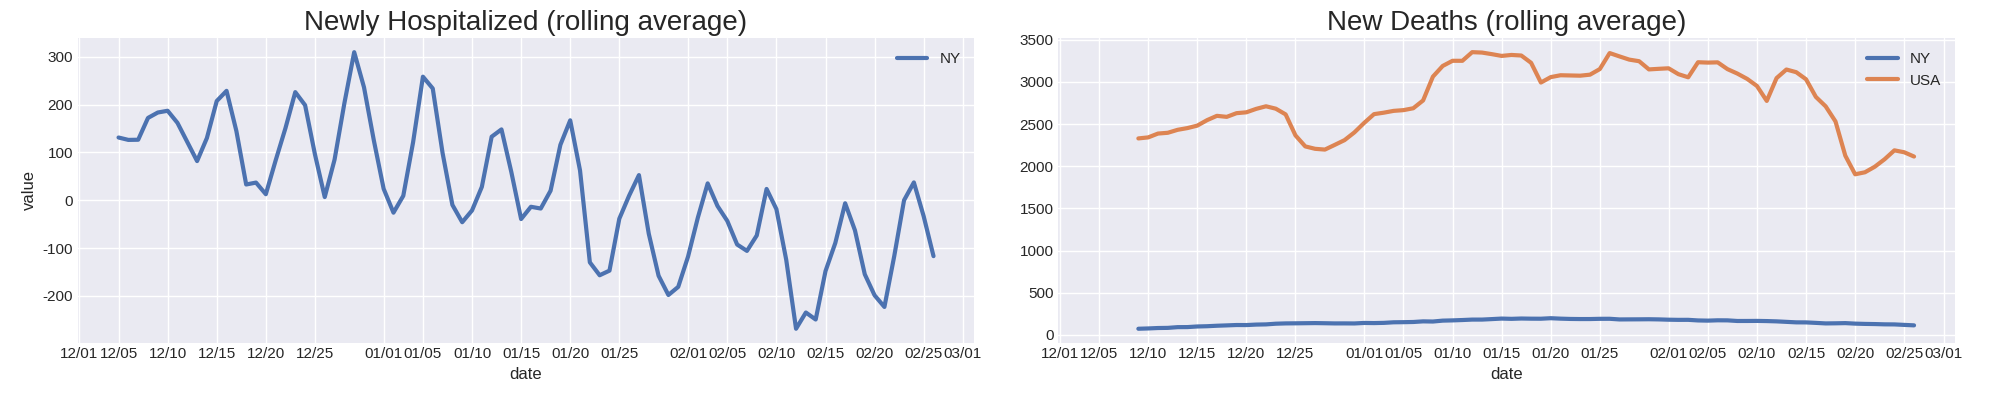 Newly Hospitalized (rolling average)
300
200
100
0
-100
-200
value
NY
12/01 12/05 12/10 12/15 12/20 12/25 01/01 01/05 01/10 01/15 01/20 01/25 02/01 02/05 02/10 02/15 02/20 02/25 03/01
date
New Deaths (rolling average)
3500
3000
2500
2000
1500
1000
500
0
NY
USA
12/01 12/05 12/10 12/15 12/20 12/25 01/01 01/05 01/10 01/15 01/20 01/25 02/01 02/05 02/10 02/15 02/20 02/25 03/01
date